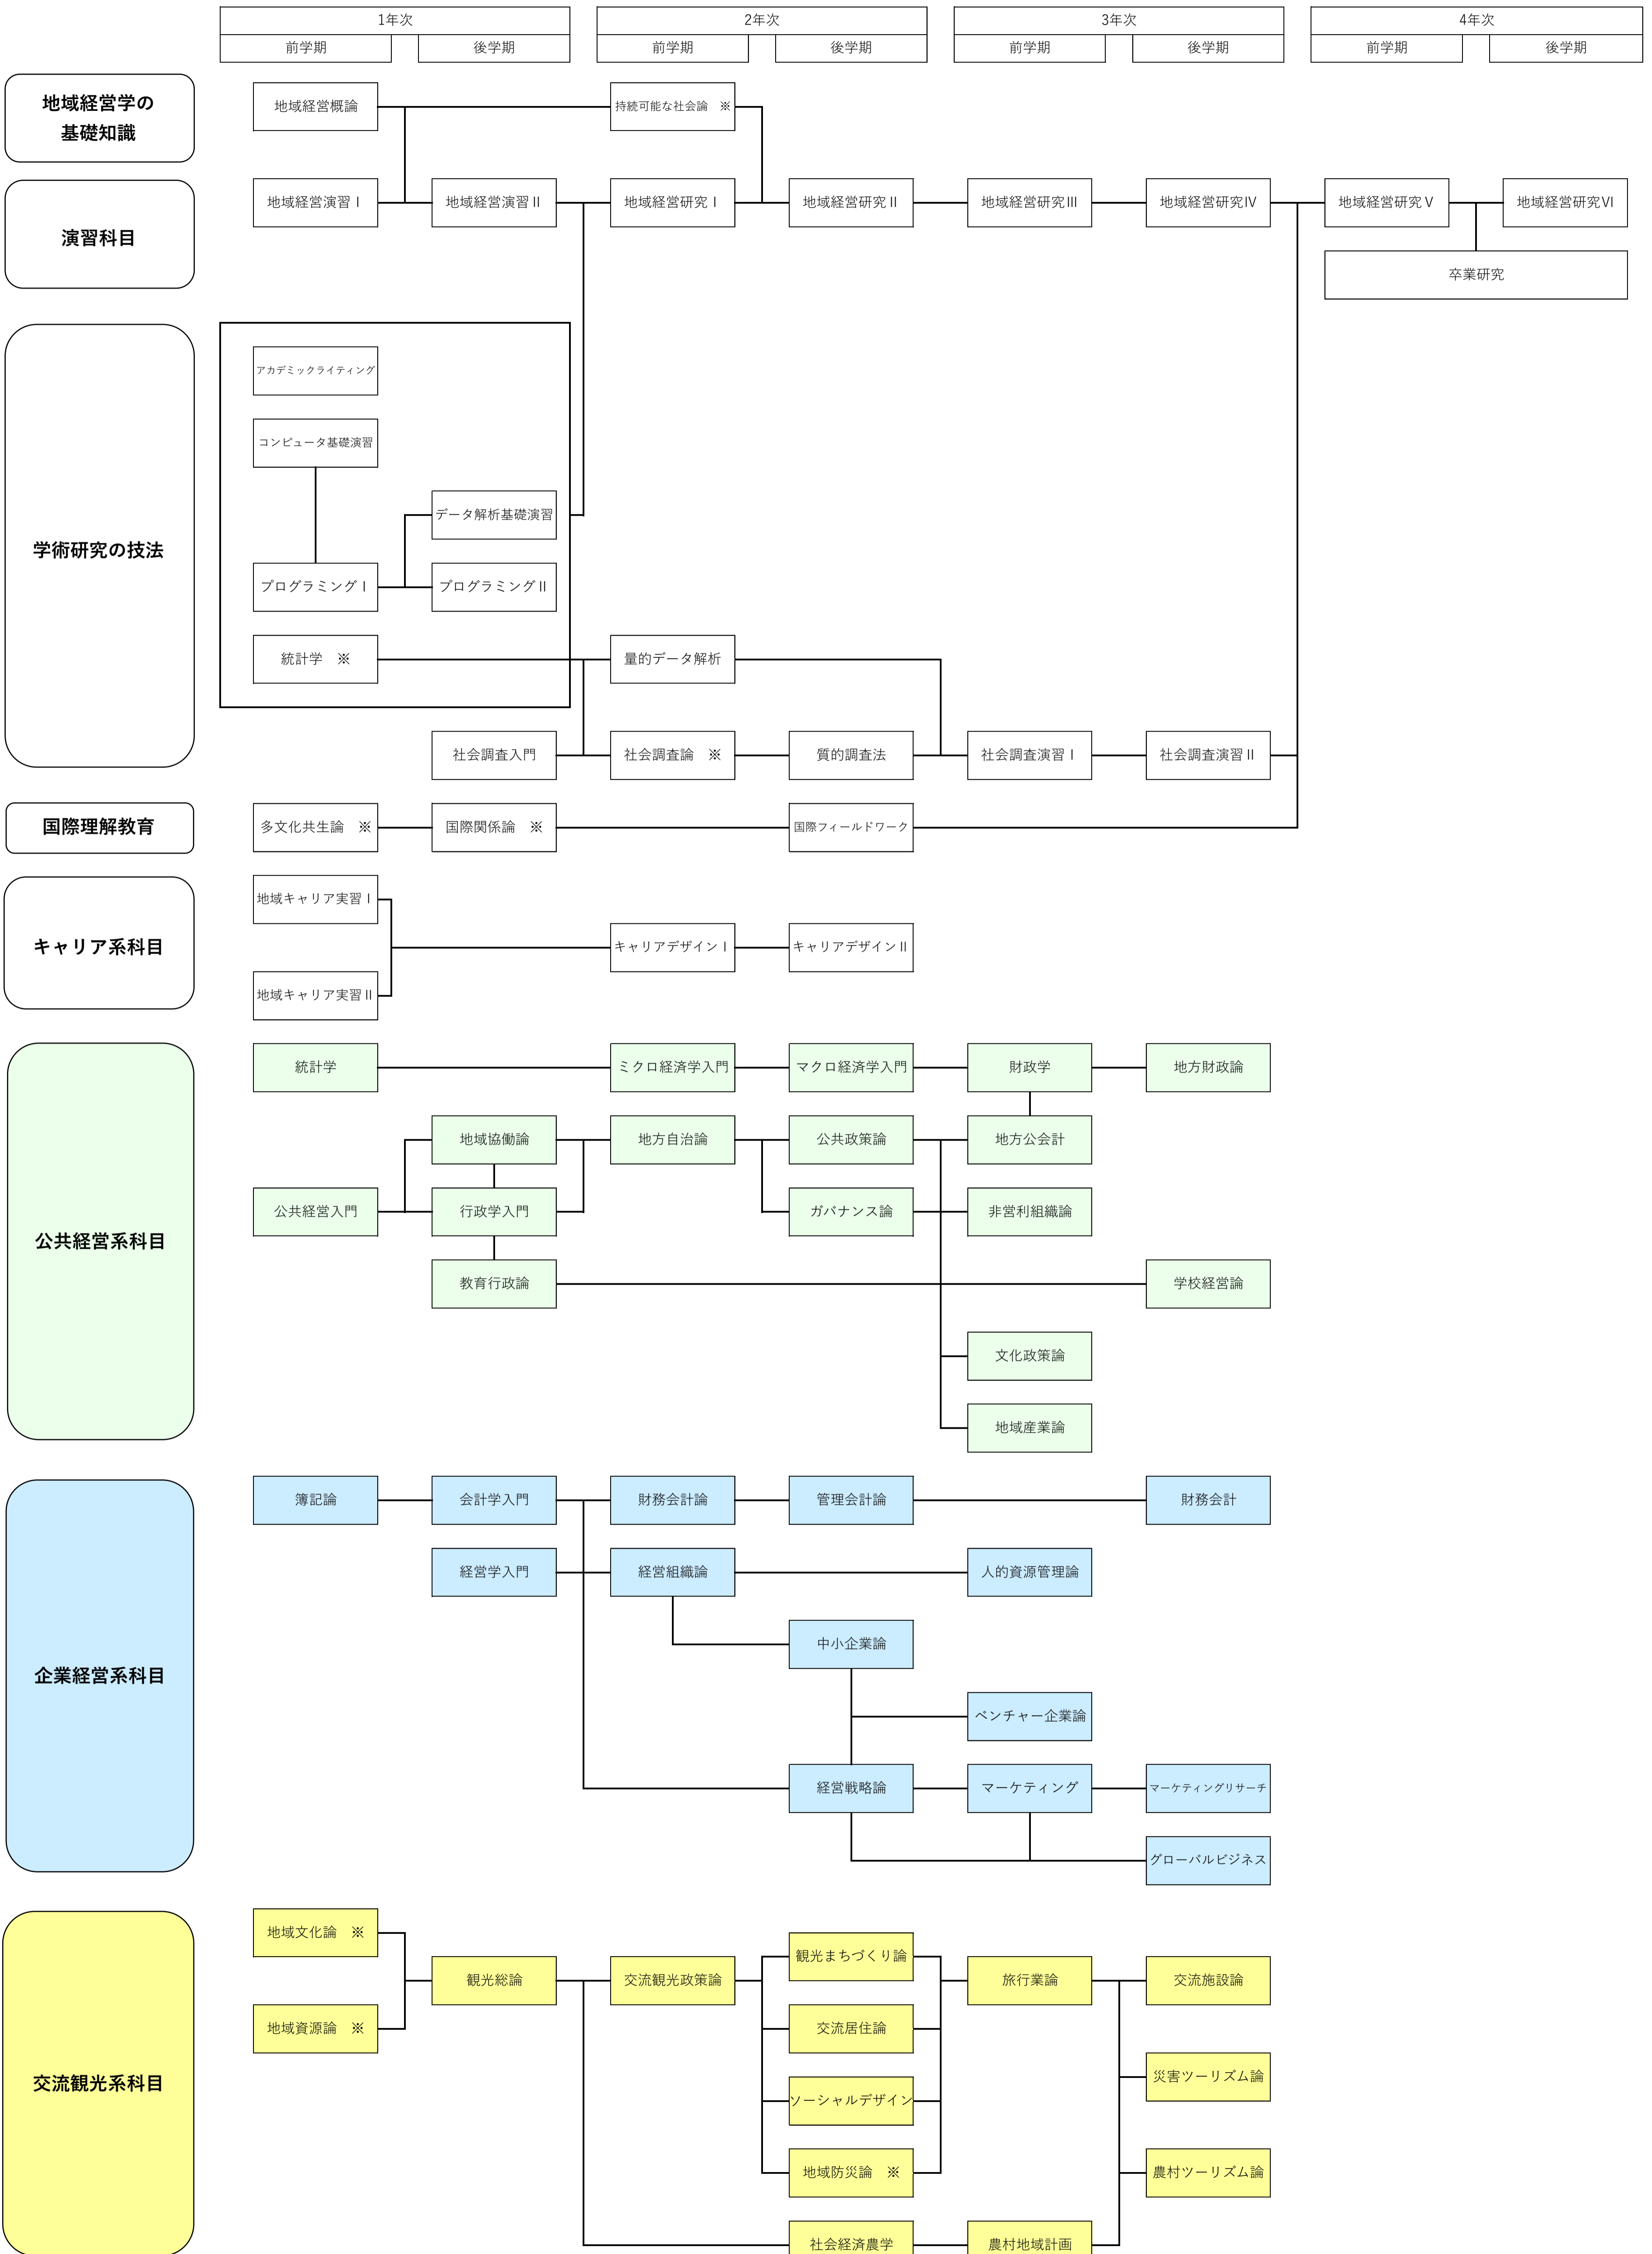 1年次
2年次
3年次
4年次
前学期
後学期
前学期
後学期
前学期
後学期
前学期
後学期
地域経営学の
基礎知識
地域経営概論
持続可能な社会論　※
演習科目
地域経営演習Ⅰ
地域経営演習Ⅱ
地域経営研究Ⅰ
地域経営研究Ⅱ
地域経営研究Ⅲ
地域経営研究Ⅳ
地域経営研究Ⅴ
地域経営研究Ⅵ
卒業研究
学術研究の技法
アカデミックライティング
コンピュータ基礎演習
データ解析基礎演習
プログラミングⅠ
プログラミングⅡ
統計学　※
量的データ解析
社会調査入門
社会調査論　※
質的調査法
社会調査演習Ⅰ
社会調査演習Ⅱ
国際理解教育
多文化共生論　※
国際関係論　※
国際フィールドワーク
キャリア系科目
地域キャリア実習Ⅰ
キャリアデザインⅠ
キャリアデザインⅡ
地域キャリア実習Ⅱ
公共経営系科目
統計学
ミクロ経済学入門
マクロ経済学入門
財政学
地方財政論
地域協働論
地方自治論
公共政策論
地方公会計
公共経営入門
行政学入門
ガバナンス論
非営利組織論
教育行政論
学校経営論
文化政策論
地域産業論
企業経営系科目
簿記論
会計学入門
財務会計論
管理会計論
財務会計
経営学入門
経営組織論
人的資源管理論
中小企業論
ベンチャー企業論
経営戦略論
マーケティング
マーケティングリサーチ
グローバルビジネス
交流観光系科目
地域文化論　※
観光まちづくり論
観光総論
交流観光政策論
旅行業論
交流施設論
地域資源論　※
交流居住論
災害ツーリズム論
ソーシャルデザイン
地域防災論　※
農村ツーリズム論
社会経済農学
農村地域計画